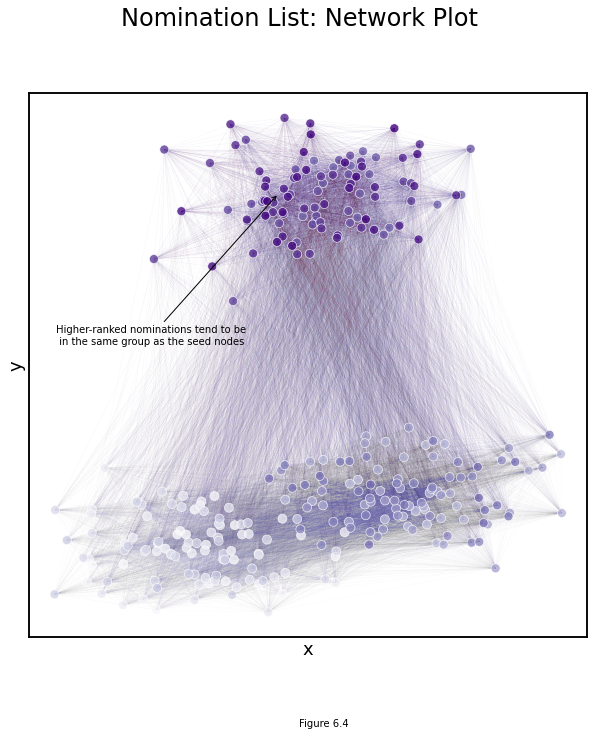 Nomination List: Network Plot
Higher-ranked nominations tend to be
in the same group as the seed nodes
y
x
Figure 6.4